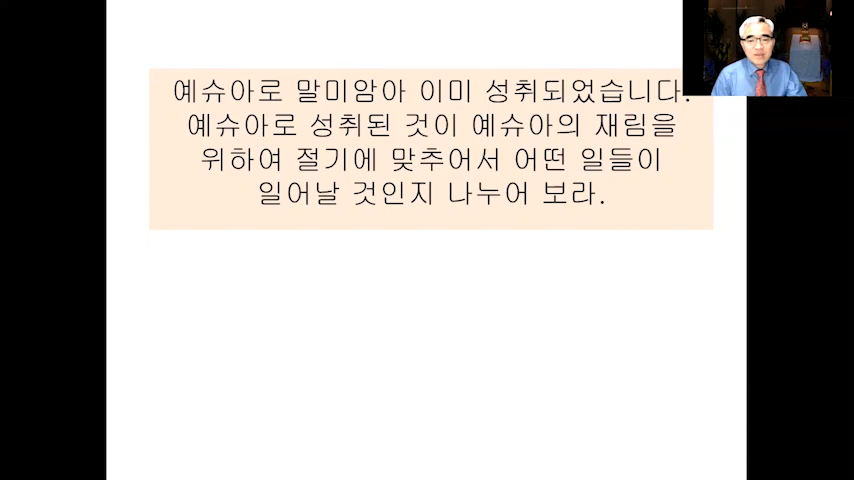 예슈아로 말미암아 이미 성취되었습니다.
예슈아로 성취된 것이 예슈아의 재림을
위하여 절기에 맞추어서 어떤 일들이
일어날 것인지 나누어 보라.